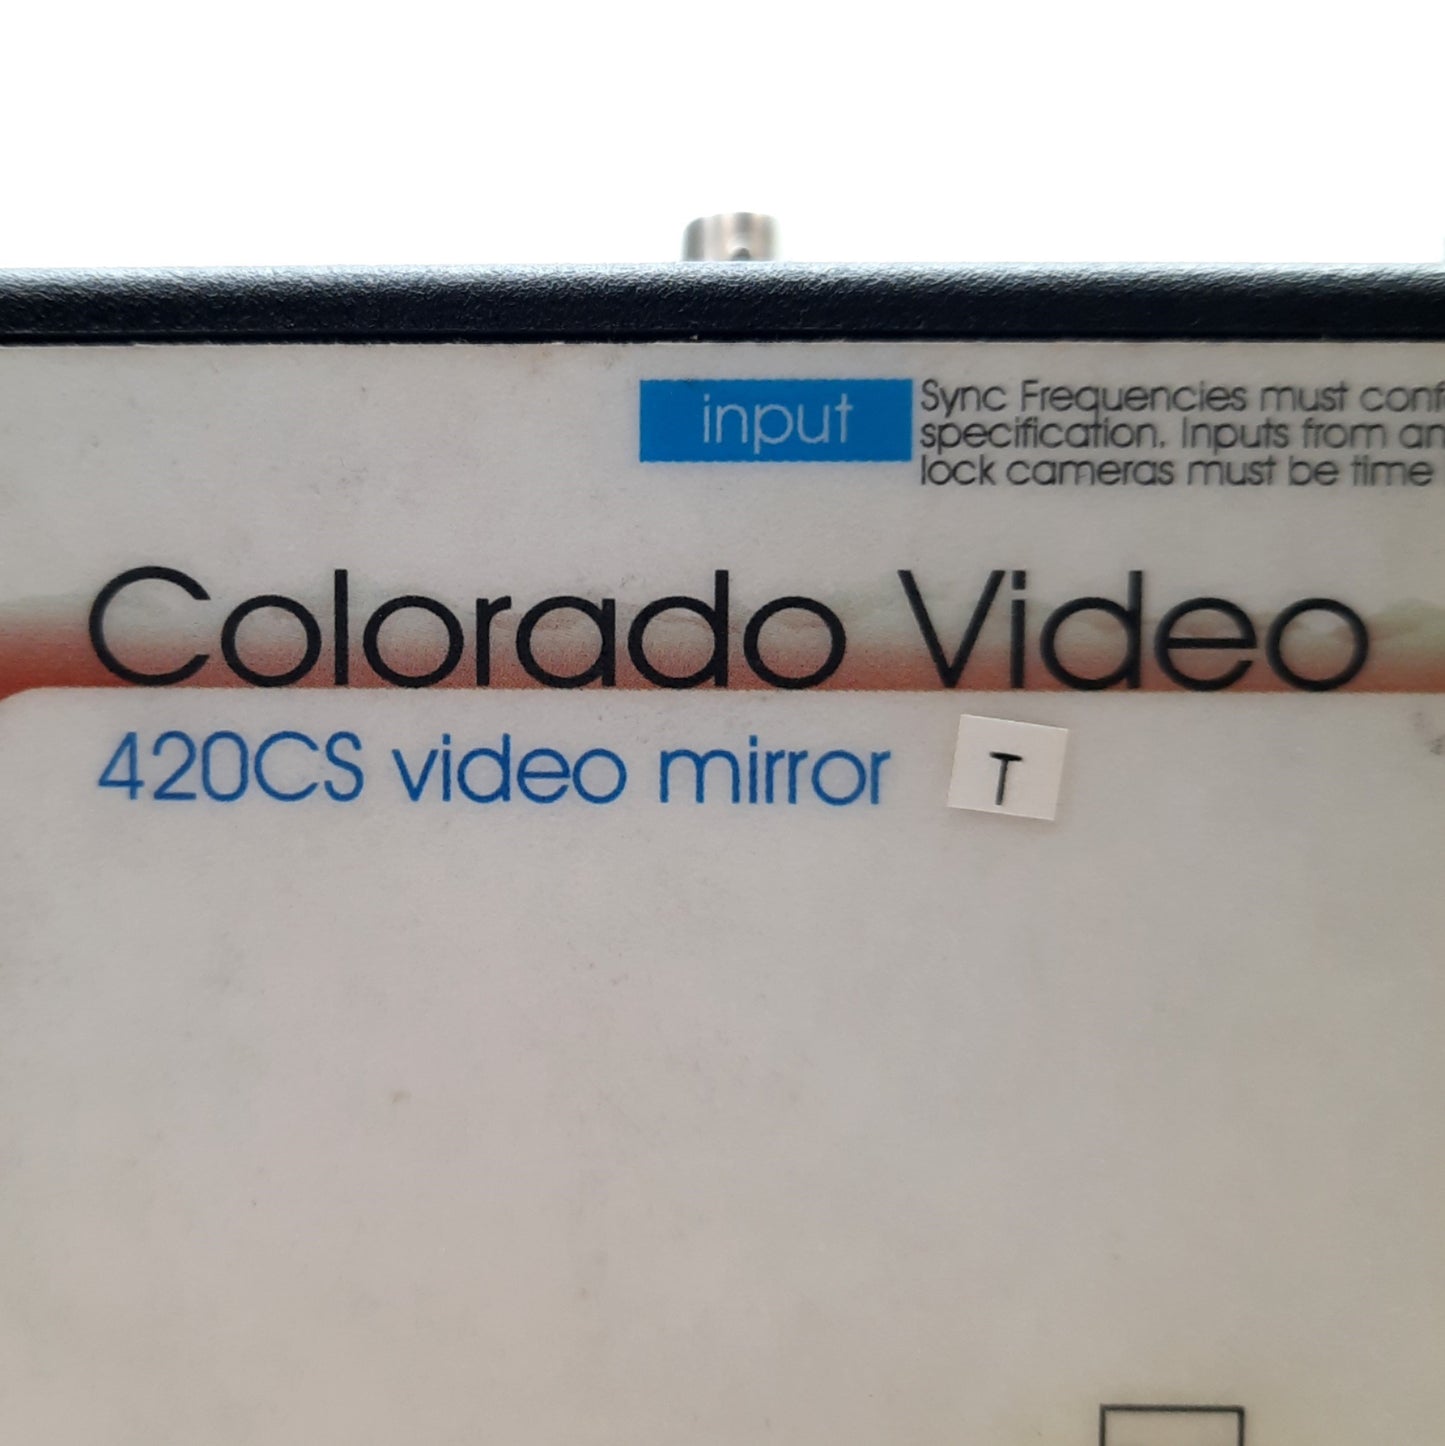 input
Sync Frequencies must conf
specification. Inputs from an
lock cameras must be time
Colorado Video
420CS video mirror T